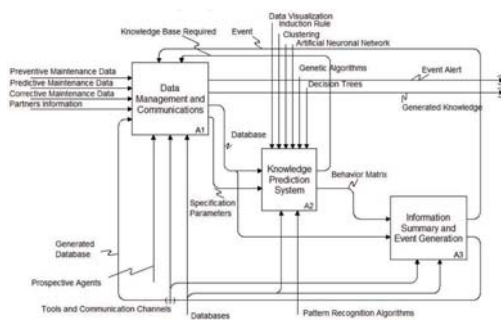 Data Visualization
Induction Rule
Clustering
Artificial Neuronal Network
Knowledge Base Required
Event
Genetic Algorithms
Decision Trees
Event Alert
Generated Knowledge
Preventive Maintenance Data
Predictive Maintenance Data
Corrective Maintenance Data
Partners Information
Data
Management and
Communications
A1
Database
Knowledge
Prediction
System
A2
Behavior Matrix
Specification
Parameters
Information
Summary and
Event Generation
A3
Generated
Database
Prospective Agents
Tools and Communication Channels
Databases
Pattern Recognition Algorithms